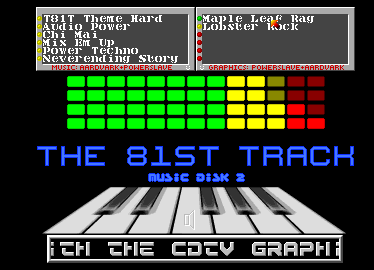 T81T Theme Hard
Audio Power
Chi Mai
Mix Em Up
Power Techno
Neverending Story
MUSIC:AARDVARK+POWERSLAVE
Maple Leaf Rag
Lobster Rock
GRAPHICS: POWERSLAVE+AARDVARK
THE 81ST TRACK
MUSIC DISK 2
ITH THE CDTV GRAPH